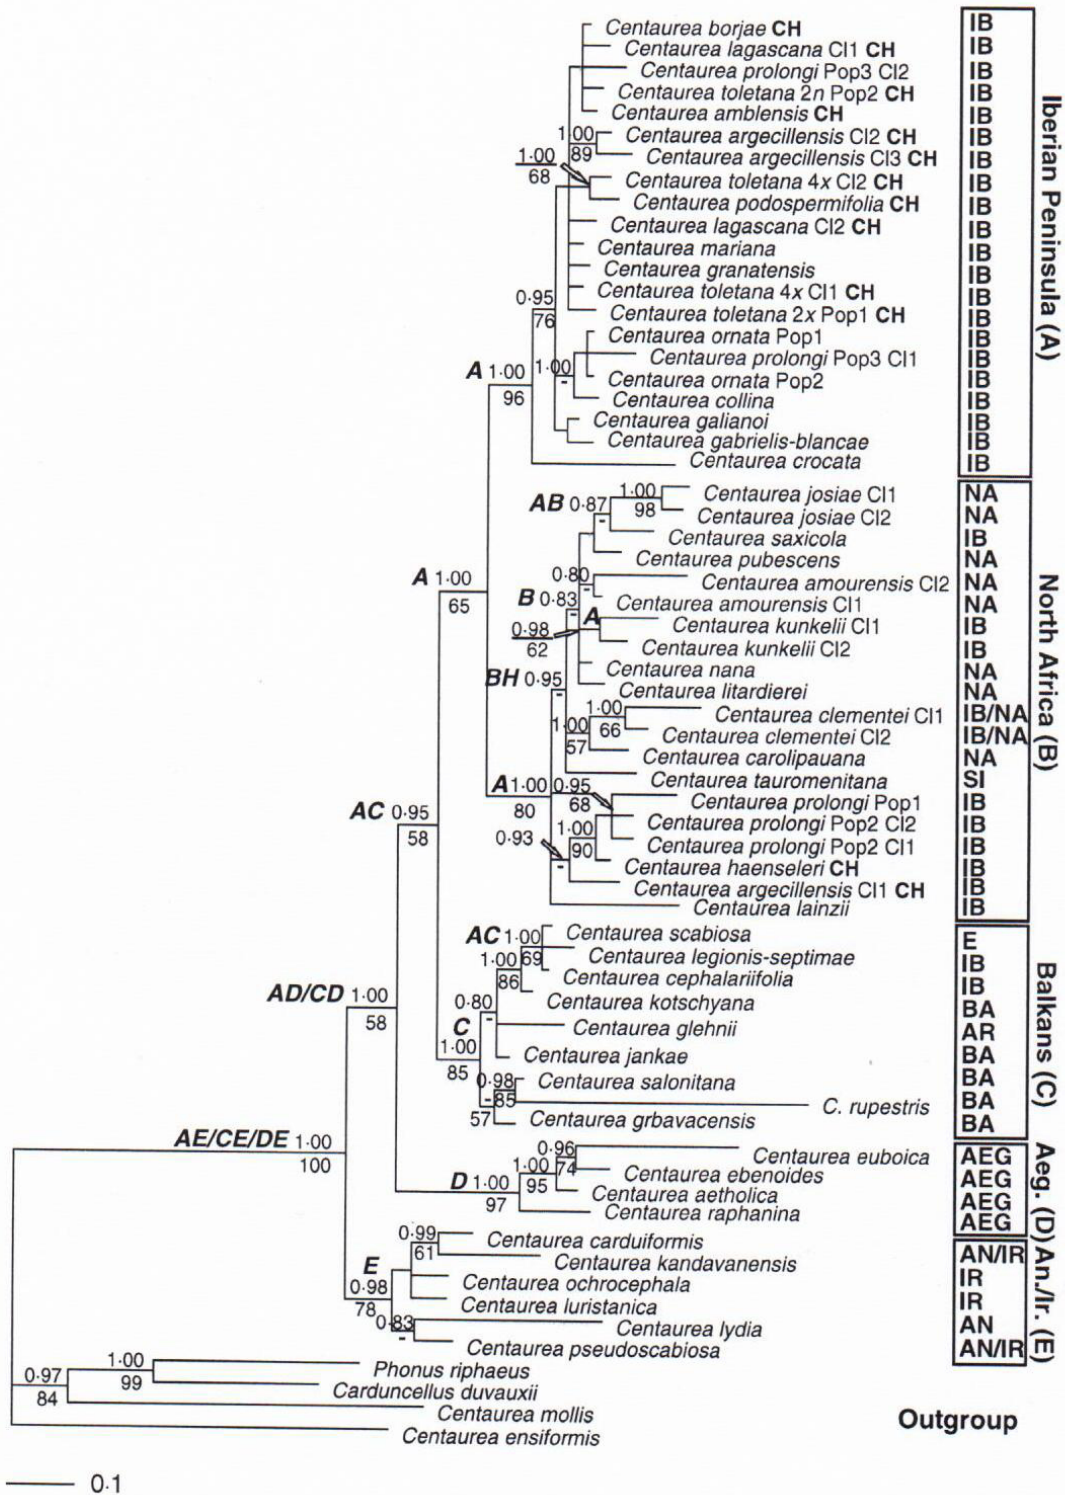 Centaurea borjae CH IB
Centaurea lagascana Cl1 CH IB
Centaurea prolongi Pop3 Cl2 IB
Centaurea toletana 2n Pop2 CH IB
Centaurea amblensis CH IB
1·00 Centaurea argecillensis Cl2 CH IB
89 Centaurea argecillensis Cl3 CH IB
1·00
68
Centaurea toletana 4x Cl2 CH IB
Centaurea podospermifolia CH IB
Centaurea lagascana Cl2 CH IB
Centaurea mariana IB
Centaurea granatensis IB
Centaurea toletana 4x Cl1 CH IB
0·95
76
Centaurea toletana 2x Pop1 CH IB
Centaurea ornata Pop1 IB
Centaurea prolongi Pop3 Cl1 IB
1·00
-
Centaurea ornata Pop2 IB
A 1·00
96
Centaurea collina IB
Centaurea galianoi IB
Centaurea gabrielis-blancae IB
Centaurea crocata IB
Iberian Peninsula (A)
1·00
98
Centaurea josiae Cl1 NA
AB 0·87
-
Centaurea josiae Cl2 NA
Centaurea saxicola IB
Centaurea pubescens NA
A 1·00
65
0·80
-
Centaurea amourensis Cl2 NA
B 0·83
-
Centaurea amourensis Cl1 NA
A
Centaurea kunkelii Cl1 IB
0·98
62
Centaurea kunkelii Cl2 IB
Centaurea nana NA
BH 0·95
-
Centaurea litardierei NA
1·00
66
Centaurea clementei Cl1 IB/NA
1·00
57
Centaurea clementei Cl2 IB/NA
Centaurea carolipauana NA
Centaurea tauromenitana SI
A 1·00
80
0·95
68
Centaurea prolongi Pop1 IB
Centaurea prolongi Pop2 Cl2 IB
1·00
90
Centaurea prolongi Pop2 Cl1 IB
0·93
-
Centaurea haenseleri CH IB
Centaurea argecillensis Cl1 CH IB
Centaurea lainzii IB
North Africa (B)
AC 0·95
58
AC 1·00
69
Centaurea scabiosa E
Centaurea legionis-septimae IB
1·00
86
Centaurea cephalariifolia IB
0·80
-
Centaurea kotschyana BA
Centaurea glehnii AR
C
1·00
85
Centaurea jankae BA
0·98
85
Centaurea salonitana BA
C. rupestris BA
-
57
Centaurea grbavacensis BA
Balkans (C)
AD/CD 1·00
58
AE/CE/DE 1·00
100
0·96
74
Centaurea euboica AEG
1·00
95
Centaurea ebenoides AEG
D 1·00
97
Centaurea aetholica AEG
Centaurea raphanina AEG
Aeg. (D)
0·99
61
Centaurea carduiformis AN/IR
Centaurea kandavanensis IR
E
0·98
78
Centaurea ochrocephala IR
Centaurea luristanica AN
0·83
-
Centaurea lydia AN/IR
Centaurea pseudoscabiosa
An./Ir. (E)
0·97
84
1·00
99
Phonus riphaeus
Carduncellus duvauxii
Centaurea mollis
Centaurea ensiformis
Outgroup
0·1